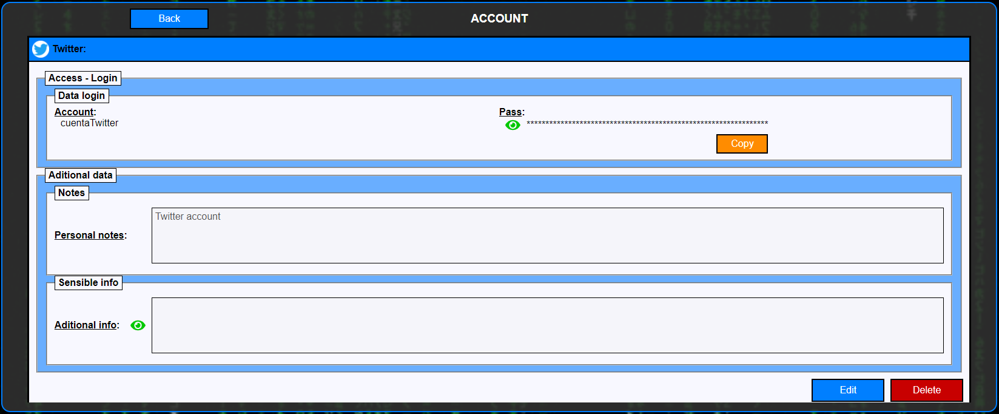 Back
ACCOUNT
Twitter:
Access - Login
Data login
Account:
Pass:
cuentaTwitter
****************************************************************
Copy
Aditional data
Notes
Personal notes:
Twitter account
Sensible info
Aditional info:
Edit
Delete